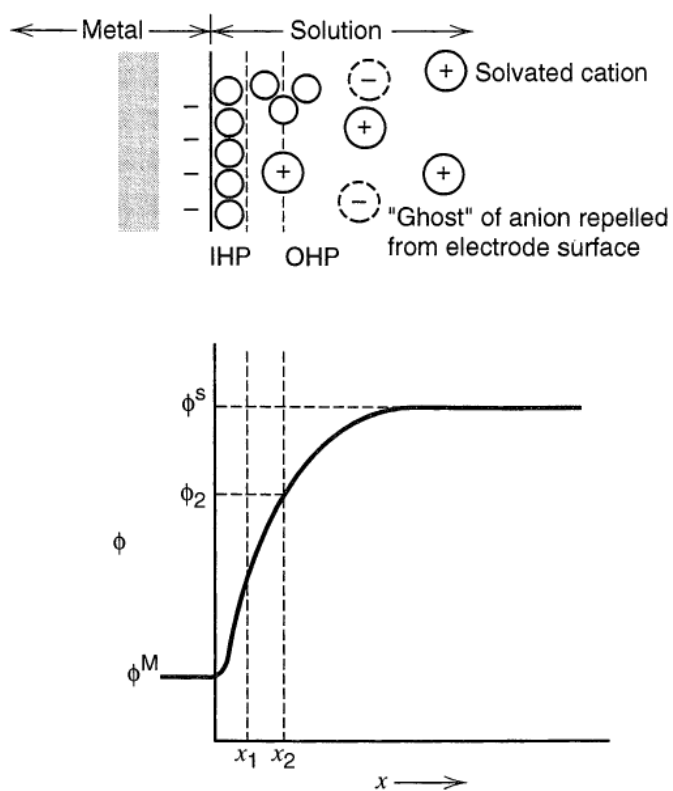 Metal
Solution
− + Solvated cation
−
− +
− + +
− − "Ghost" of anion repelled
from electrode surface
IHP OHP
ϕS
ϕ2
ϕ
ϕM
x1 x2
x